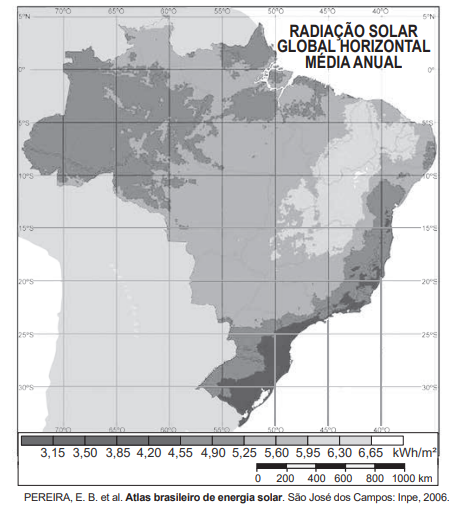 RADIAÇÃO SOLAR
GLOBAL HORIZONTAL
MÉDIA ANUAL
70°O 65°O 60°O 55°O 50°O 45°O 40°O
5°N 5°N
0° 0°
5°S 5°S
10°S 10°S
15°S 15°S
20°S 20°S
25°S 25°S
30°S 30°S
70°O 65°O 60°O 55°O 50°O 45°O 40°O
3,15 3,50 3,85 4,20 4,55 4,90 5,25 5,60 5,95 6,30 6,65 kWh/m²
0 200 400 600 800 1000 km
PEREIRA, E. B. et al. Atlas brasileiro de energia solar. São José dos Campos: Inpe, 2006.